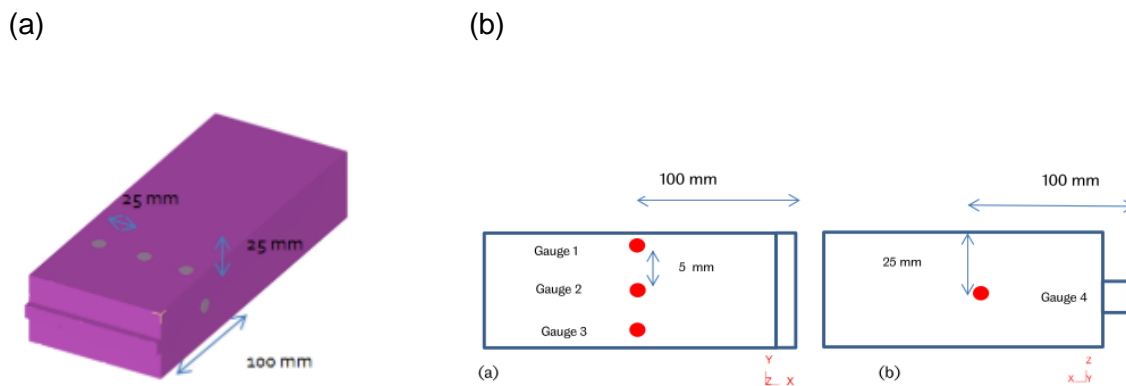 (a)
(b)
25 mm
25 mm
100 mm
Y
100 mm
Gauge 1
5 mm
Gauge 2
Gauge 3
(a)
Y
Z X
100 mm
25 mm
Gauge 4
(b)
Z
X Y